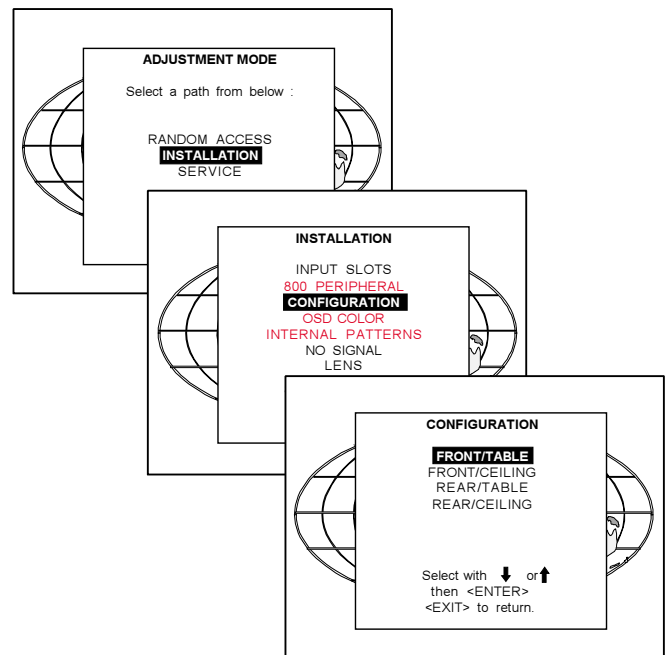 ADJUSTMENT MODE
Select a path from below :
RANDOM ACCESS
INSTALLATION
SERVICE
INSTALLATION
INPUT SLOTS
800 PERIPHERAL
CONFIGURATION
OSD COLOR
INTERNAL PATTERNS
NO SIGNAL
LENS
CONFIGURATION
FRONT/TABLE
FRONT/CEILING
REAR/TABLE
REAR/CEILING
Select with ⬇ or ⬆
then <ENTER>
<EXIT> to return.